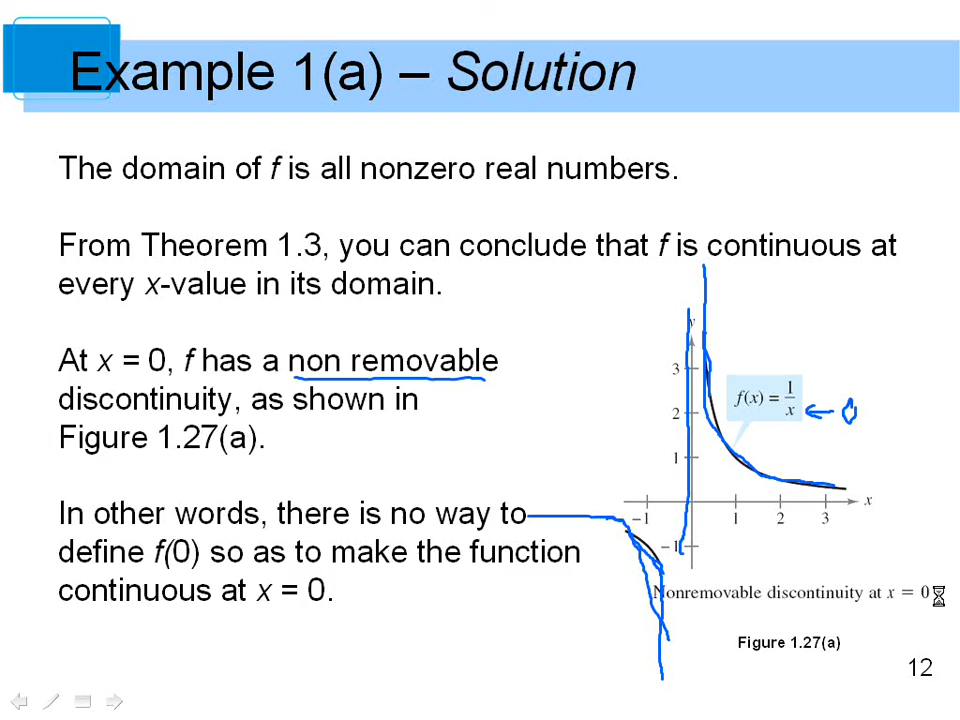 Example 1(a) – Solution
The domain of f is all nonzero real numbers.
From Theorem 1.3, you can conclude that f is continuous at
every x-value in its domain.
At x = 0, f has a non removable
discontinuity, as shown in
Figure 1.27(a).
In other words, there is no way to
define f(0) so as to make the function
continuous at x = 0.
y
3
2
1
−1
−1
1
2
3
x
f(x) = 1/x
← 0
Nonremovable discontinuity at x = 0
Figure 1.27(a)
12